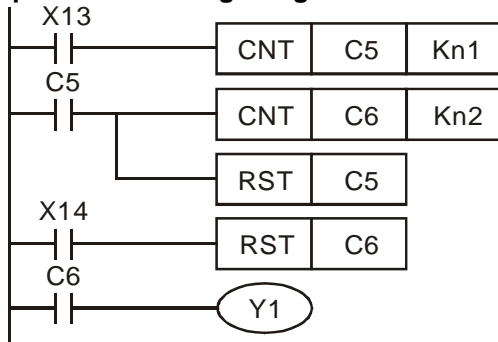 X13
CNT C5 Kn1
C5
CNT C6 Kn2
RST C5
X14
RST C6
C6
Y1